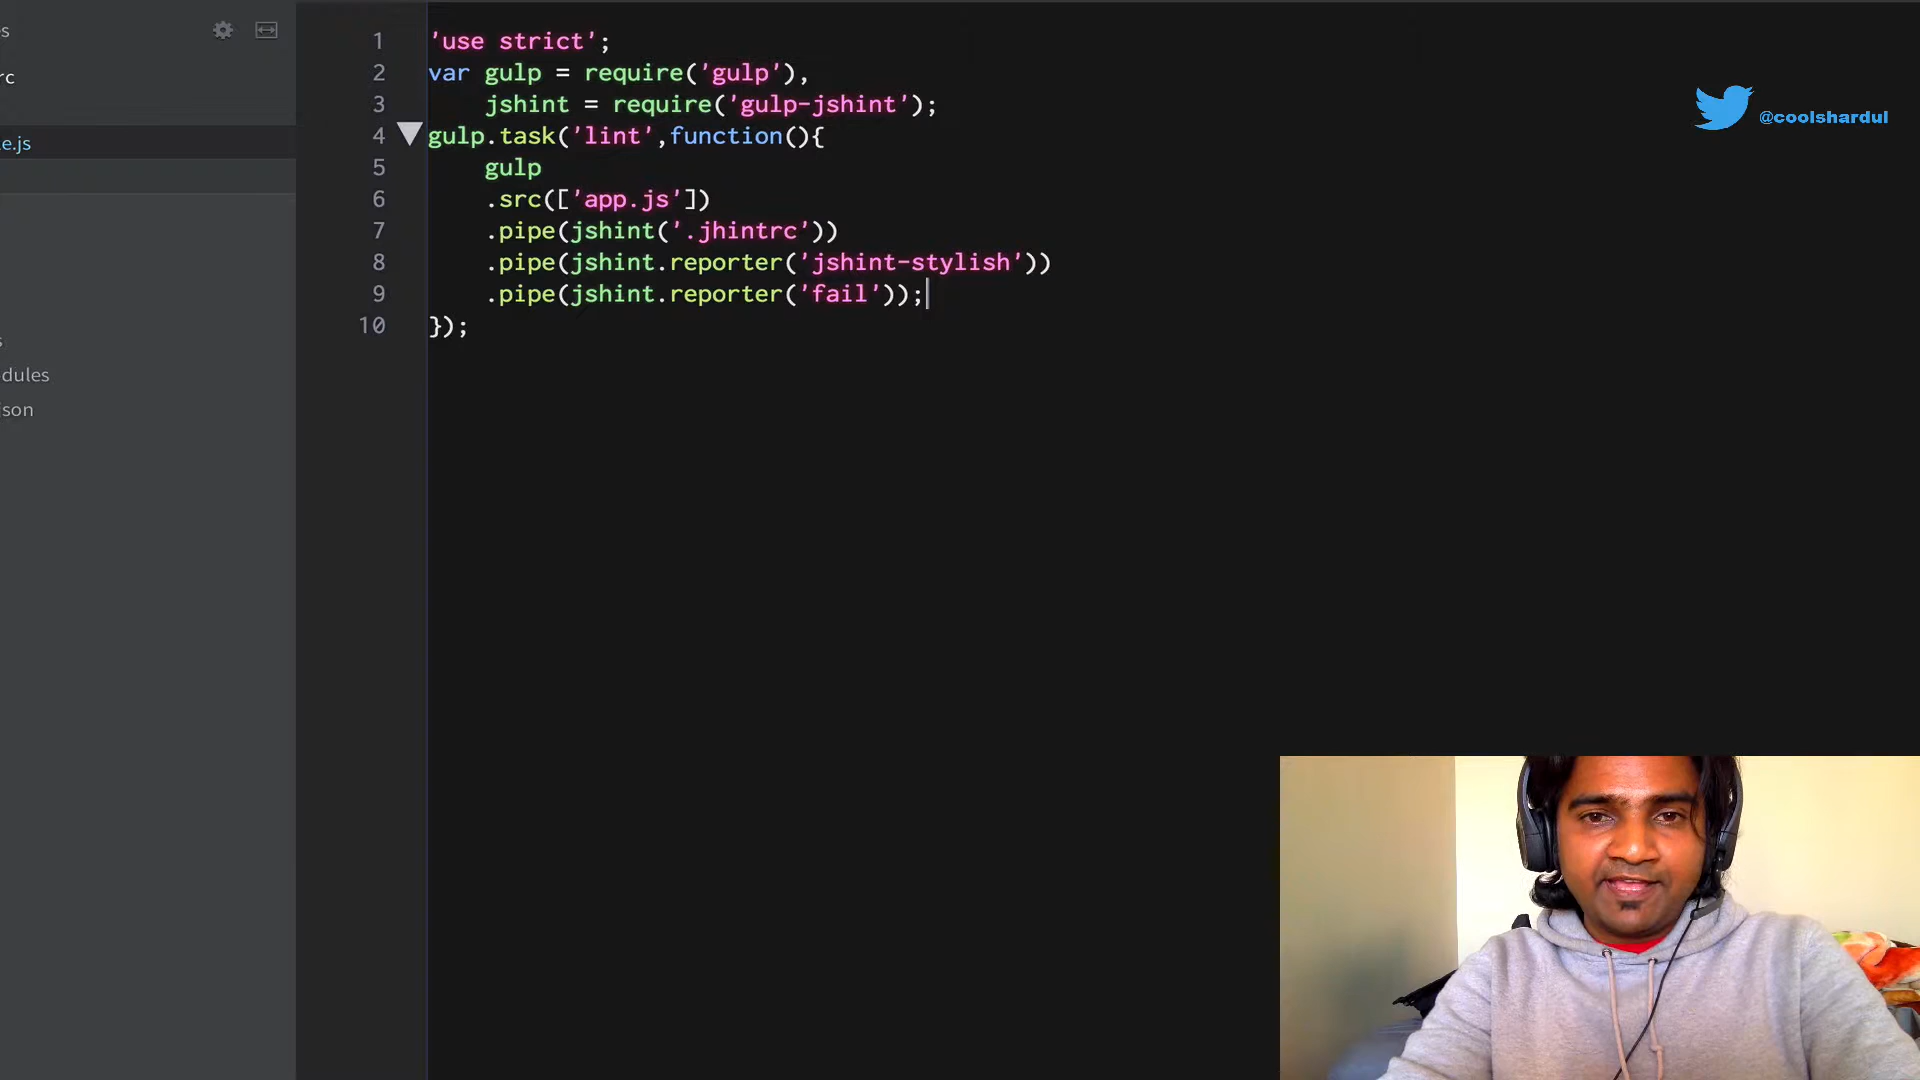 s
rc
e.js
s
dules
json
1 'use strict';
2 var gulp = require('gulp'),
3 jshint = require('gulp-jshint');
4 gulp.task('lint',function(){
5 gulp
6 .src(['app.js'])
7 .pipe(jshint('.jhintrc'))
8 .pipe(jshint.reporter('jshint-stylish'))
9 .pipe(jshint.reporter('fail'));
10 });
@coolshardul